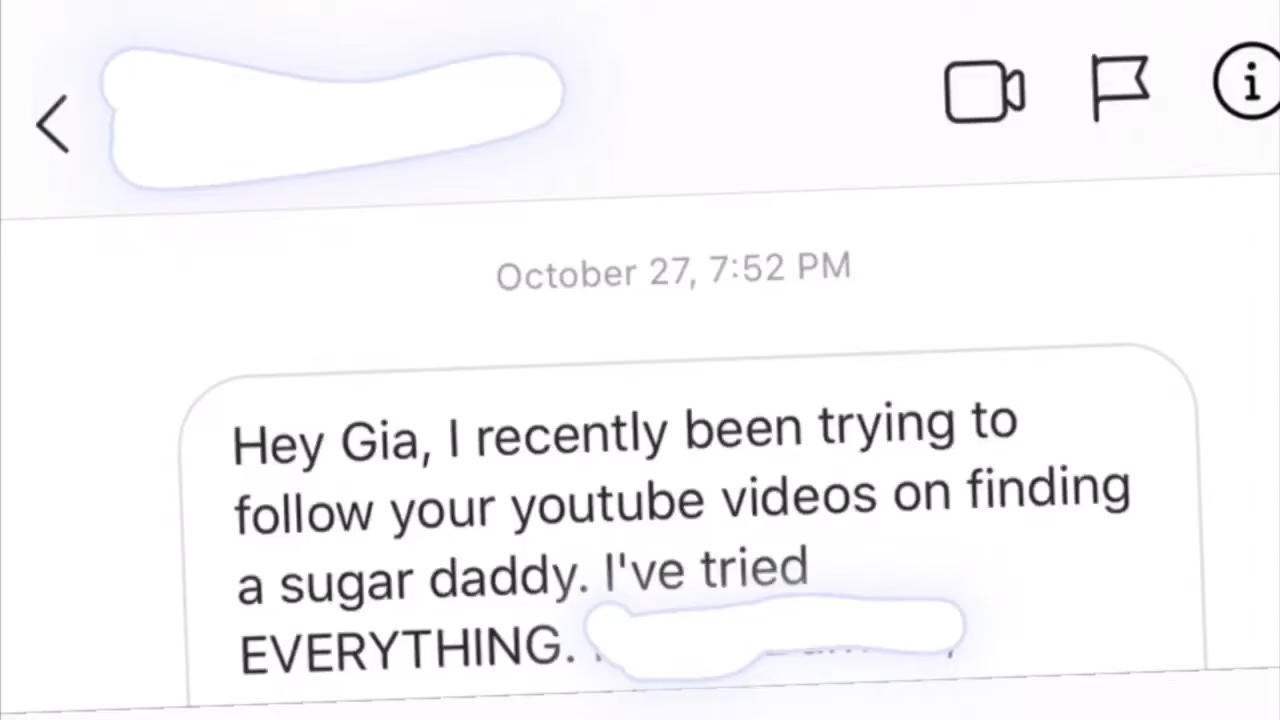 October 27, 7:52 PM
Hey Gia, I recently been trying to
follow your youtube videos on finding
a sugar daddy. I've tried
EVERYTHING.